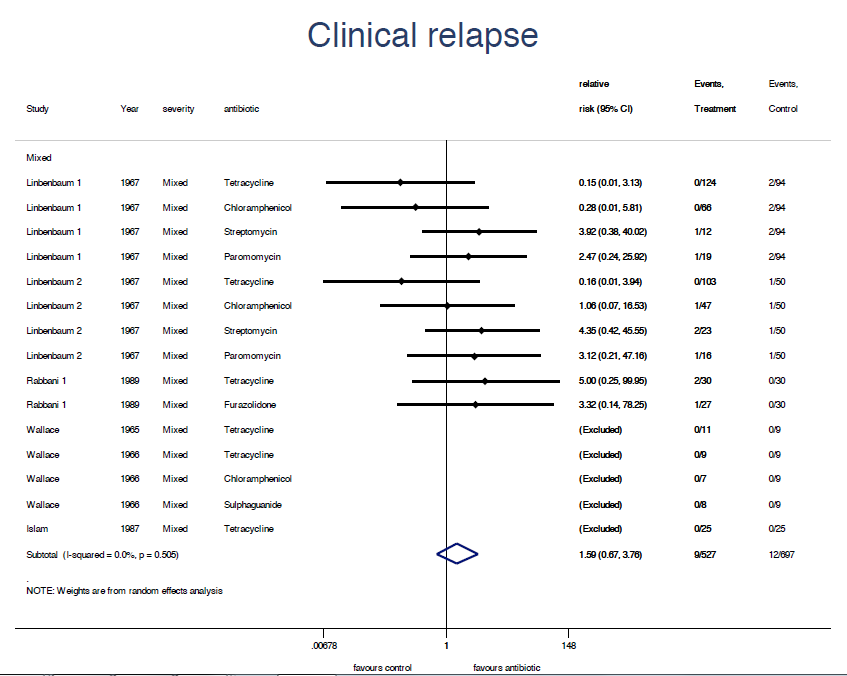 Clinical relapse
relative Events, Events,
Study Year severity antibiotic risk (95% CI) Treatment Control
Mixed
Linbenbaum 1 1967 Mixed Tetracycline 0.15 (0.01, 3.13) 0/124 2/94
Linbenbaum 1 1967 Mixed Chloramphenicol 0.28 (0.01, 5.81) 0/66 2/94
Linbenbaum 1 1967 Mixed Streptomycin 3.92 (0.38, 40.02) 1/12 2/94
Linbenbaum 1 1967 Mixed Paromomycin 2.47 (0.24, 25.92) 1/19 2/94
Linbenbaum 2 1967 Mixed Tetracycline 0.16 (0.01, 3.94) 0/103 1/50
Linbenbaum 2 1967 Mixed Chloramphenicol 1.06 (0.07, 16.53) 1/47 1/50
Linbenbaum 2 1967 Mixed Streptomycin 4.35 (0.42, 45.55) 2/23 1/50
Linbenbaum 2 1967 Mixed Paromomycin 3.12 (0.21, 47.16) 1/16 1/50
Rabbani 1 1989 Mixed Tetracycline 5.00 (0.25, 99.95) 2/30 0/30
Rabbani 1 1989 Mixed Furazolidone 3.32 (0.14, 78.25) 1/27 0/30
Wallace 1965 Mixed Tetracycline (Excluded) 0/11 0/9
Wallace 1966 Mixed Tetracycline (Excluded) 0/9 0/9
Wallace 1966 Mixed Chloramphenicol (Excluded) 0/7 0/9
Wallace 1966 Mixed Sulphaguanide (Excluded) 0/8 0/9
Islam 1987 Mixed Tetracycline (Excluded) 0/25 0/25
Subtotal (I-squared = 0.0%, p = 0.505) 1.59 (0.67, 3.76) 9/527 12/697
.
NOTE: Weights are from random effects analysis
.00678 1 148
favours control favours antibiotic